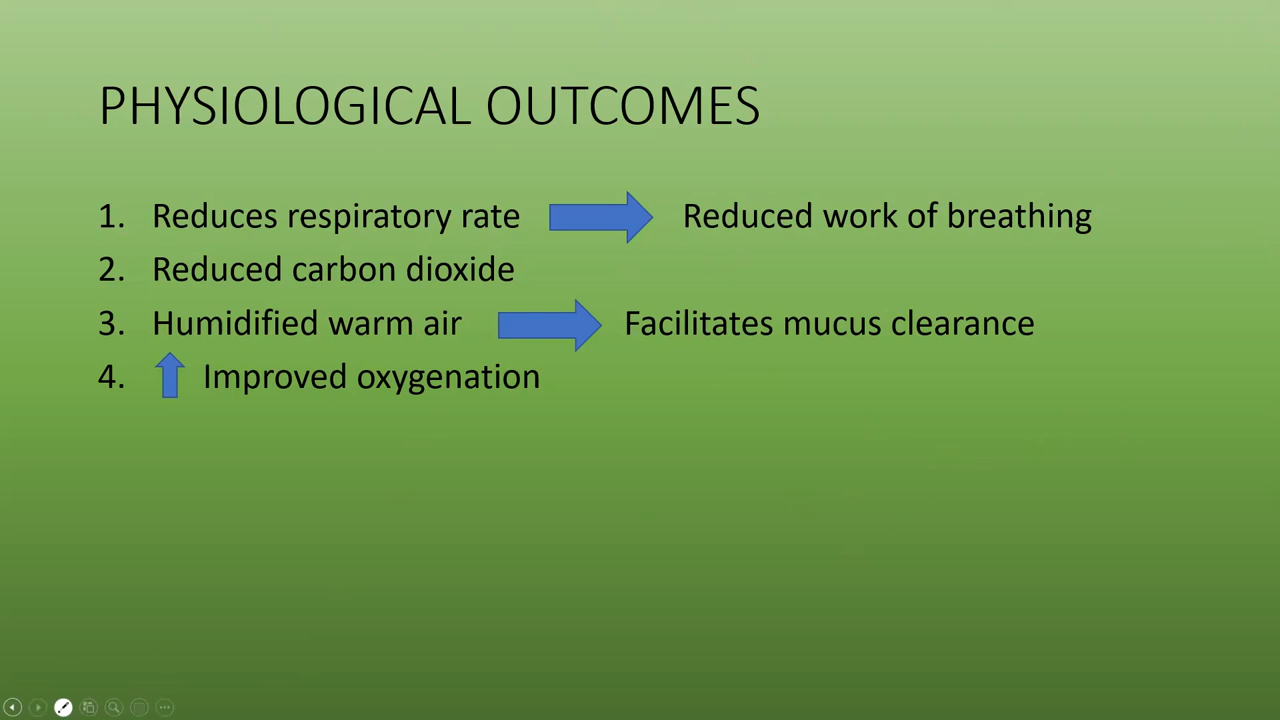 PHYSIOLOGICAL OUTCOMES
1. Reduces respiratory rate Reduced work of breathing
2. Reduced carbon dioxide
3. Humidified warm air Facilitates mucus clearance
4. Improved oxygenation